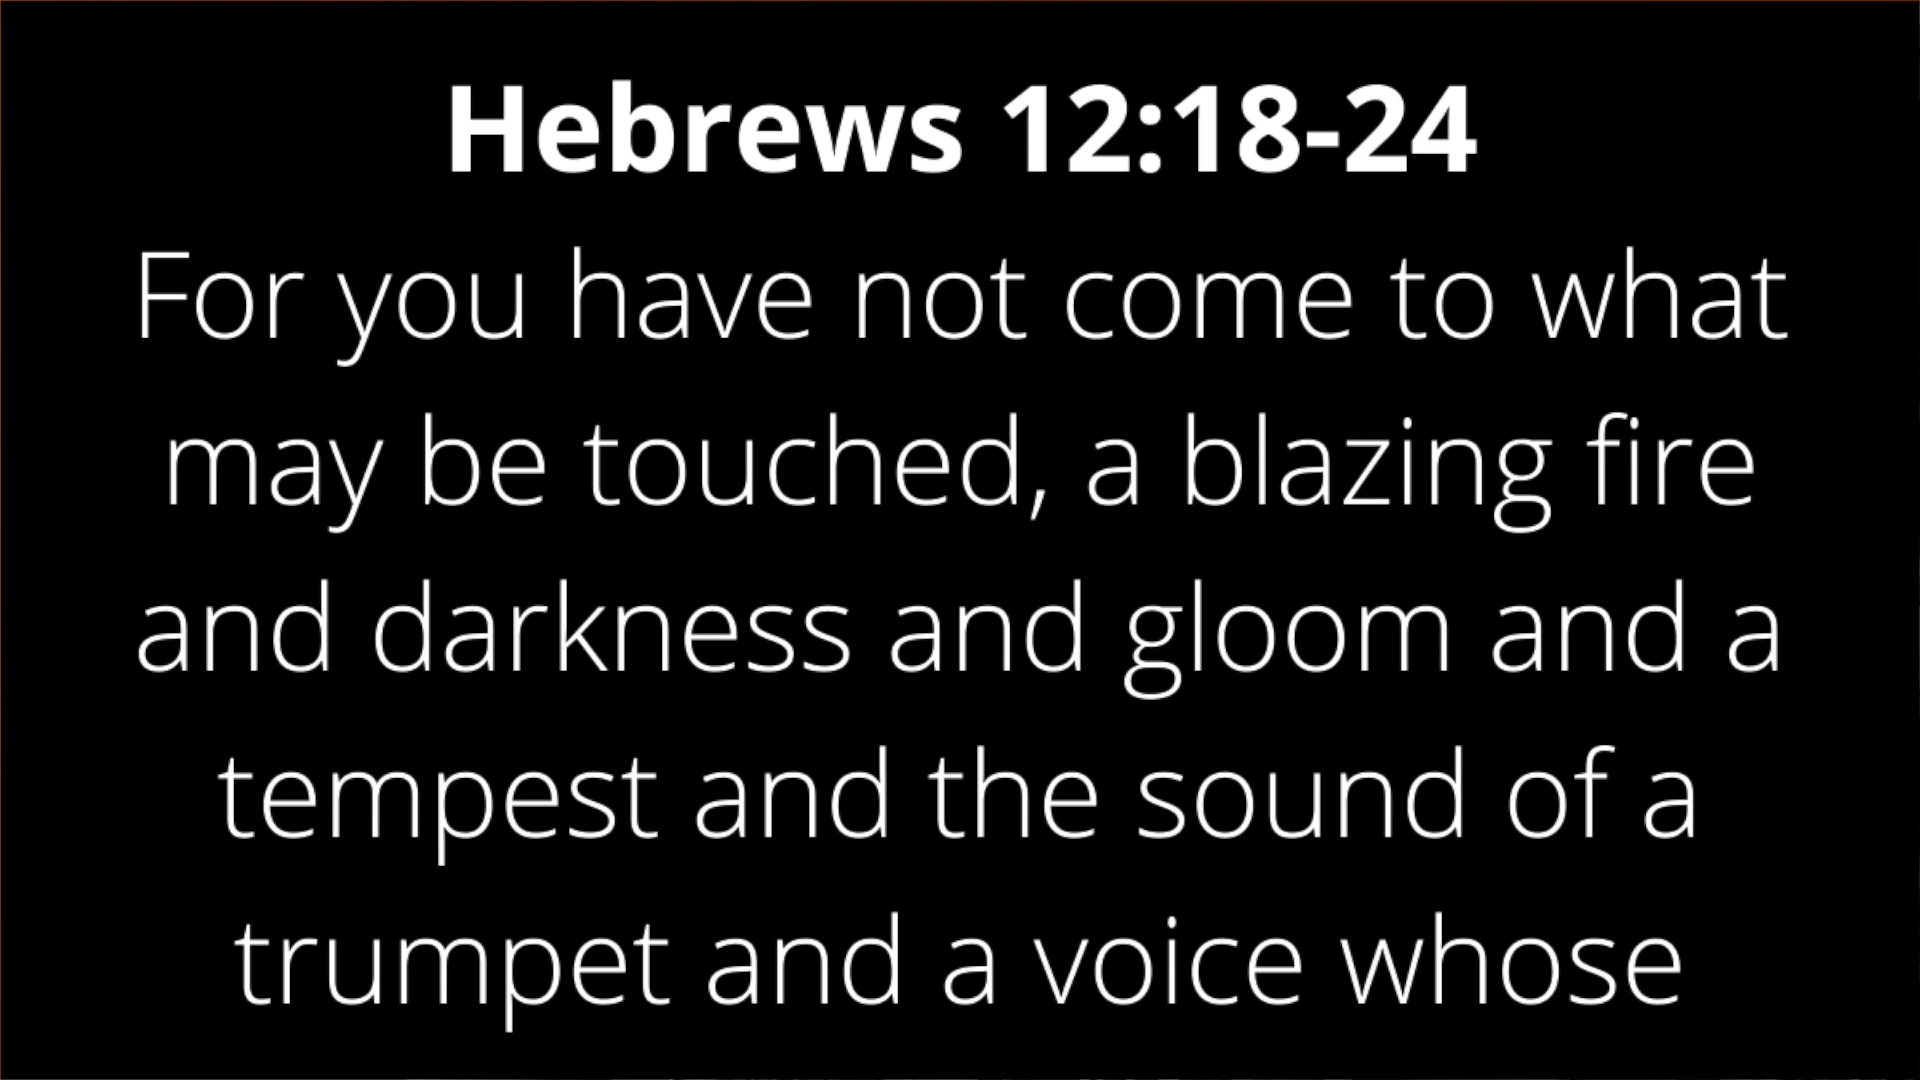 Hebrews 12:18-24
For you have not come to what
may be touched, a blazing fire
and darkness and gloom and a
tempest and the sound of a
trumpet and a voice whose